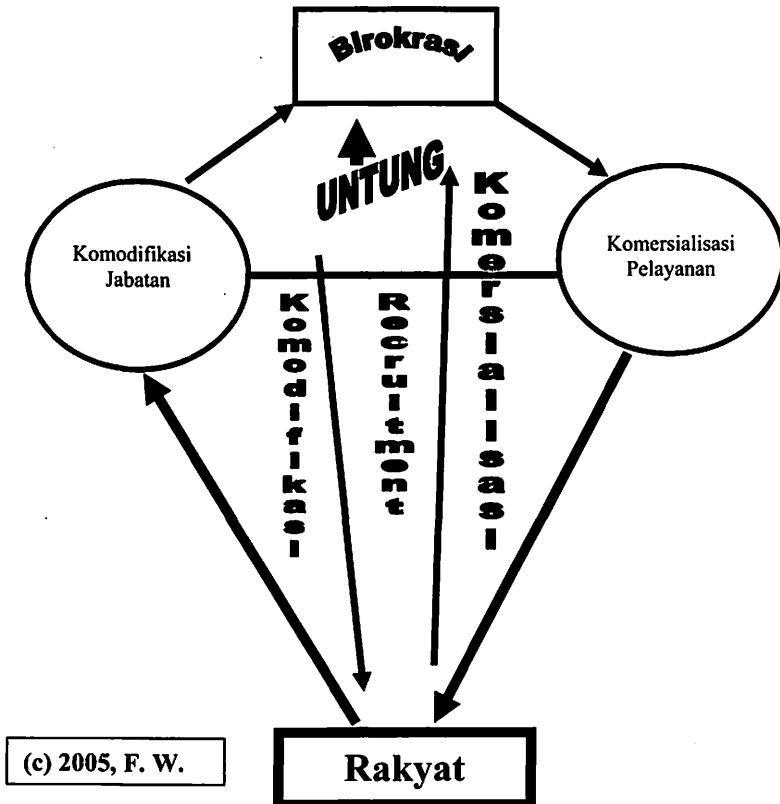 Birokrasi
UNTUNG
Komodifikasi
Jabatan
Komersialisasi
Pelayanan
Komodifikasi
Recruitment
Komersialisasi
Rakyat
(c) 2005, F. W.